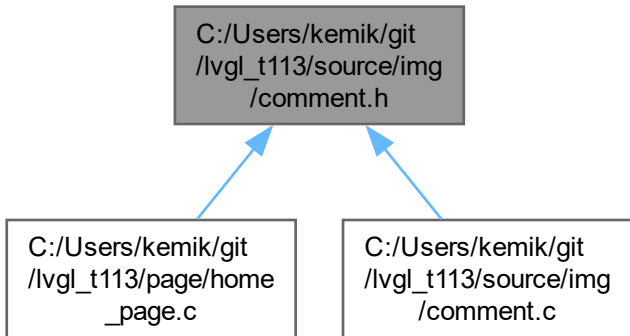 C:/Users/kemik/git
/lvgl_t113/source/img
/comment.h
C:/Users/kemik/git
/lvgl_t113/page/home
_page.c
C:/Users/kemik/git
/lvgl_t113/source/img
/comment.c